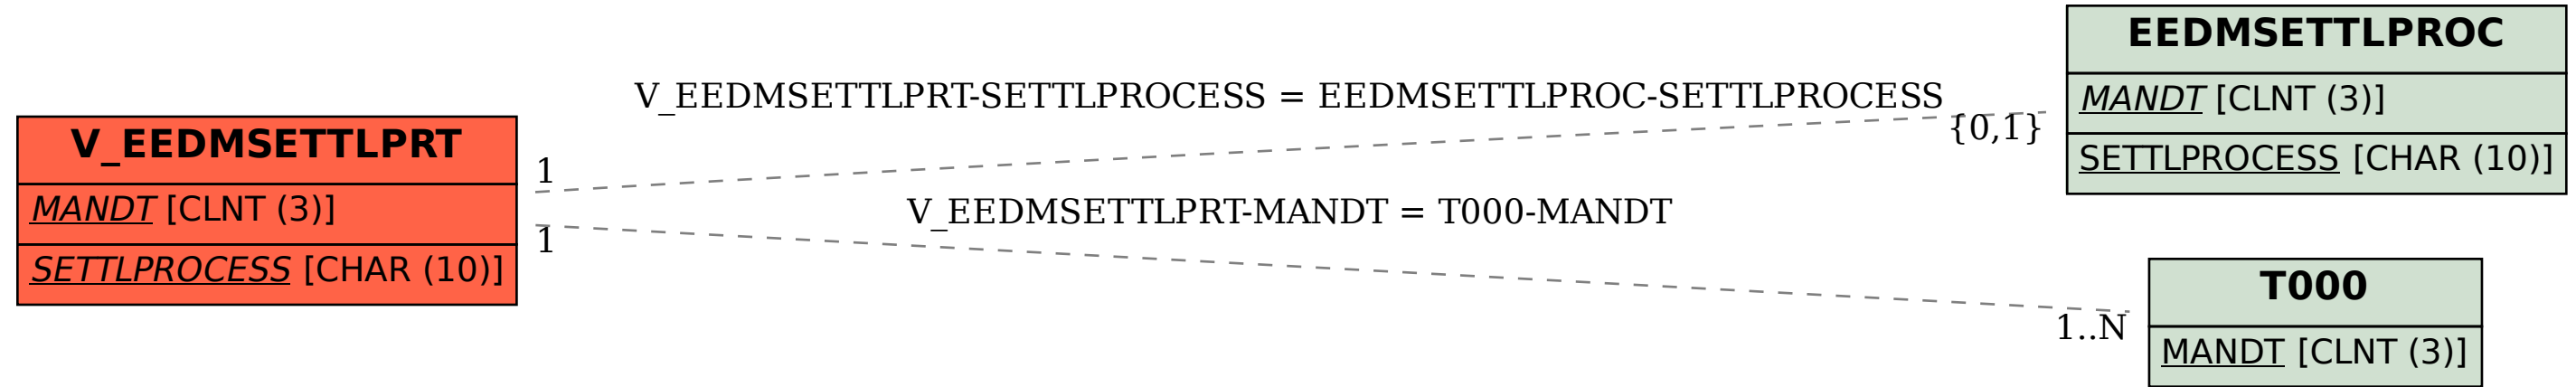 V_EEDMSETTLPRT
MANDT [CLNT (3)]
SETTLPROCESS [CHAR (10)]
V_EEDMSETTLPRT-SETTLPROCESS = EEDMSETTLPROC-SETTLPROCESS
1
{0,1}
V_EEDMSETTLPRT-MANDT = T000-MANDT
1
1..N
EEDMSETTLPROC
MANDT [CLNT (3)]
SETTLPROCESS [CHAR (10)]
T000
MANDT [CLNT (3)]